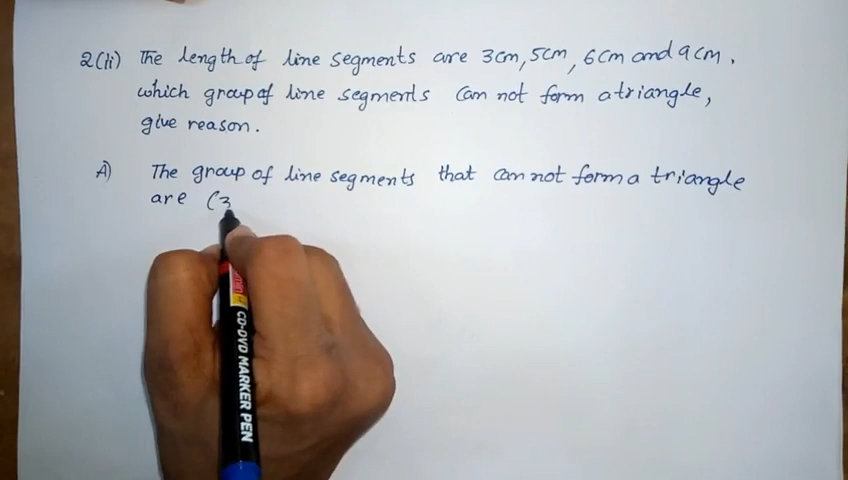 2(ii) The length of line segments are 3cm, 5cm, 6cm and 9cm.
which group of line segments can not form a triangle,
give reason.
A) The group of line segments that can not form a triangle
are (3
CD-DVD MARKER PEN